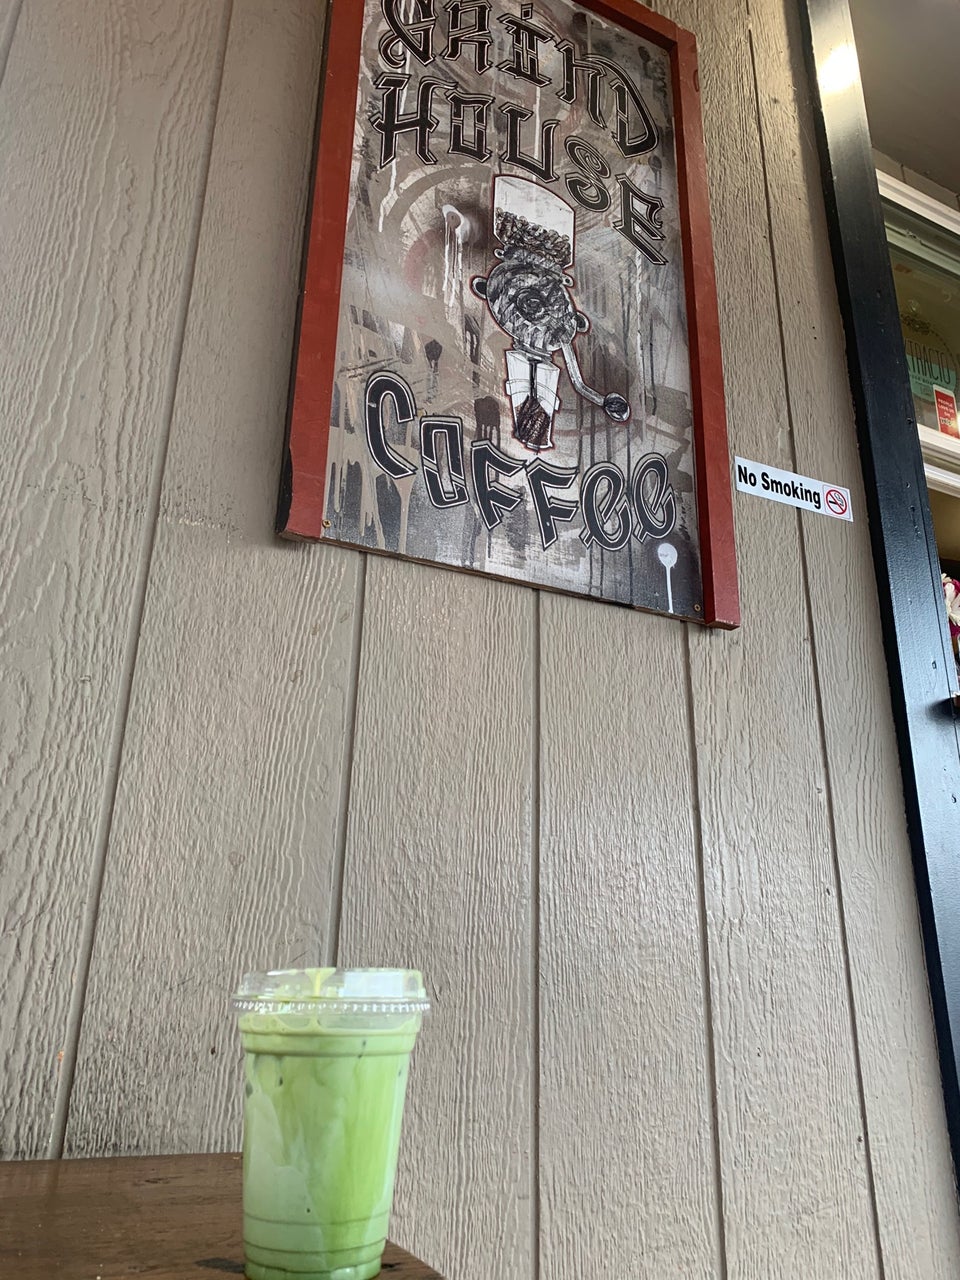 GRIND
HOUSE
COFFEE
No Smoking